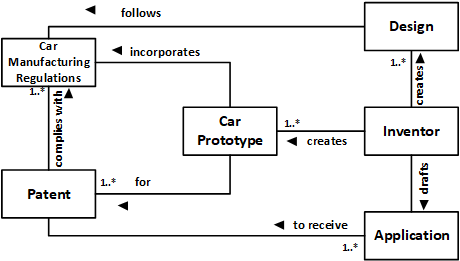 follows
Design
Car
Manufacturing
Regulations
incorporates
1..*
1..*
complies with
creates
Car
Prototype
1..*
creates
Inventor
Patent
1..*
for
drafts
to receive
1..*
Application